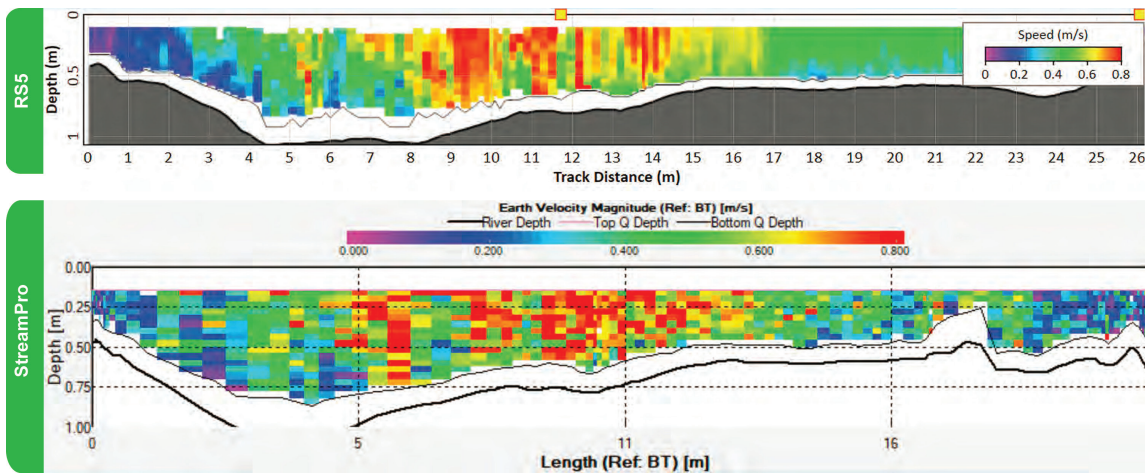 RS5
Depth (m)
0
0.5
1
Speed (m/s)
0 0.2 0.4 0.6 0.8
0 1 2 3 4 5 6 7 8 9 10 11 12 13 14 15 16 17 18 19 20 21 22 23 24 25 26
Track Distance (m)
StreamPro
Earth Velocity Magnitude (Ref: BT) [m/s]
River Depth Top Q Depth Bottom Q Depth
0.000 0.200 0.400 0.600 0.800
Depth [m]
0.00
0.25
0.50
0.75
1.00
0 5 11 16
Length (Ref: BT) [m]